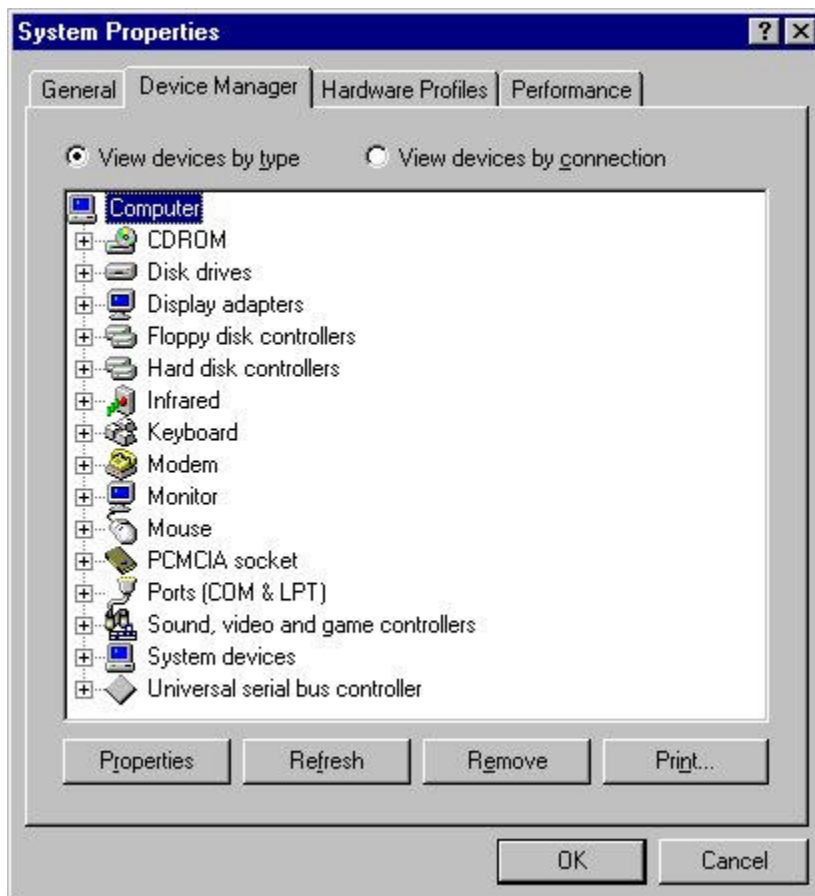 System Properties
General Device Manager Hardware Profiles Performance
View devices by type View devices by connection
Computer
CDROM
Disk drives
Display adapters
Floppy disk controllers
Hard disk controllers
Infrared
Keyboard
Modem
Monitor
Mouse
PCMCIA socket
Ports (COM & LPT)
Sound, video and game controllers
System devices
Universal serial bus controller
Properties Refresh Remove Print...
OK Cancel